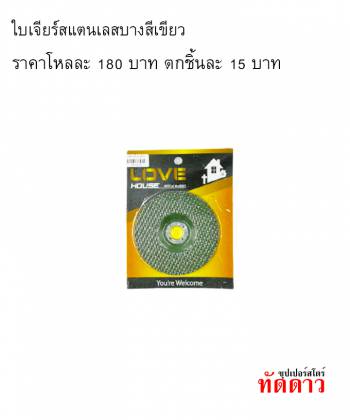 ใบเจียร์สแตนเลสบางสีเขียว
ราคาโหลละ 180 บาท ตกชิ้นละ 15 บาท
LOVE
HOUSE
You're Welcome
ซุปเปอร์สโตร์
ทัดดาว